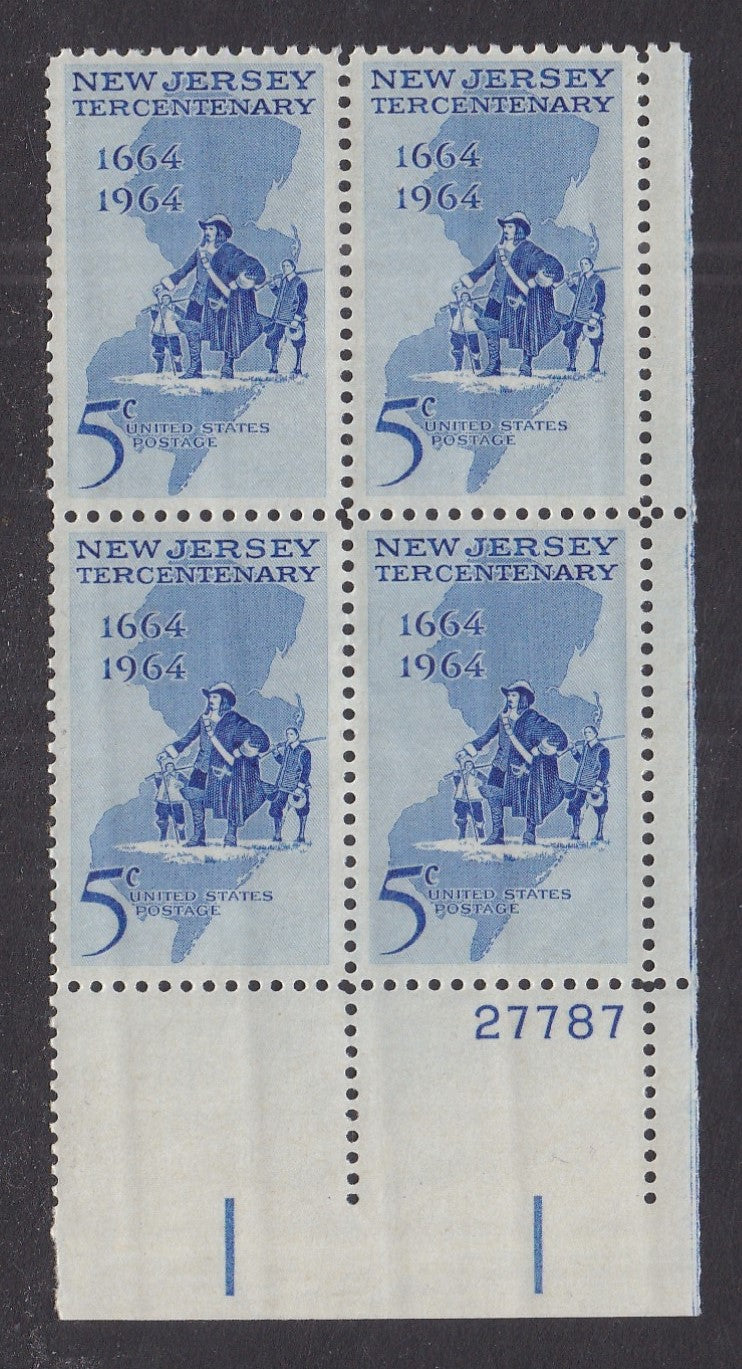 NEW JERSEY
TERCENTENARY
1664
1964
5c
UNITED STATES
POSTAGE
NEW JERSEY
TERCENTENARY
1664
1964
5c
UNITED STATES
POSTAGE
NEW JERSEY
TERCENTENARY
1664
1964
5c
UNITED STATES
POSTAGE
NEW JERSEY
TERCENTENARY
1664
1964
5c
UNITED STATES
POSTAGE
27787